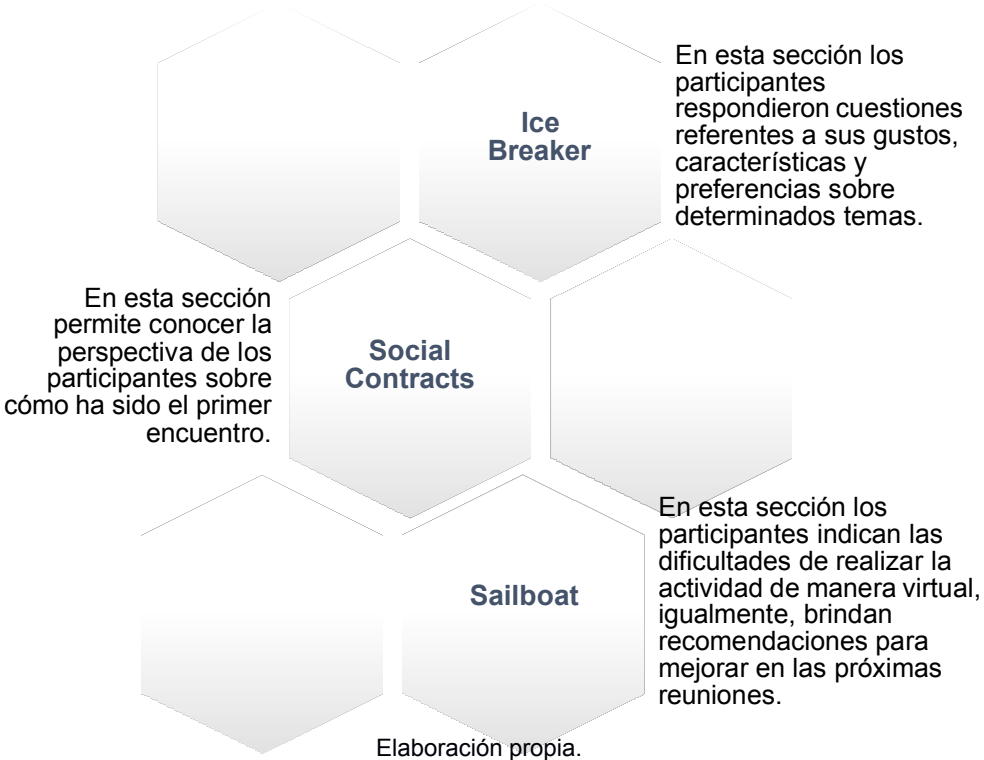 Ice
Breaker
En esta sección los
participantes
respondieron cuestiones
referentes a sus gustos,
características y
preferencias sobre
determinados temas.
En esta sección
permite conocer la
perspectiva de los
participantes sobre
cómo ha sido el primer
encuentro.
Social
Contracts
Sailboat
En esta sección los
participantes indican las
dificultades de realizar la
actividad de manera virtual,
igualmente, brindan
recomendaciones para
mejorar en las próximas
reuniones.
Elaboración propia.